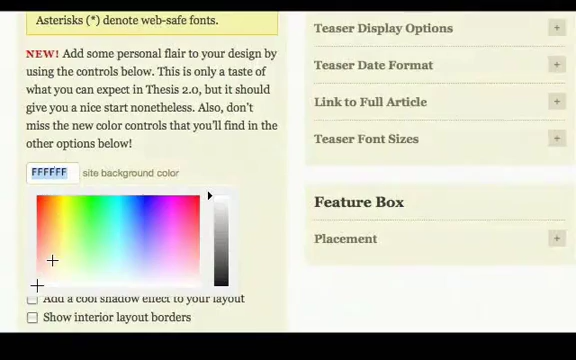 Asterisks (*) denote web-safe fonts.
NEW! Add some personal flair to your design by
using the controls below. This is only a taste of
what you can expect in Thesis 2.0, but it should
give you a nice start nonetheless. Also, don't
miss the new color controls that you'll find in the
other options below!
FFFFFF site background color
Add a cool shadow effect to your layout
Show interior layout borders
Teaser Display Options +
Teaser Date Format +
Link to Full Article +
Teaser Font Sizes +
Feature Box
Placement +